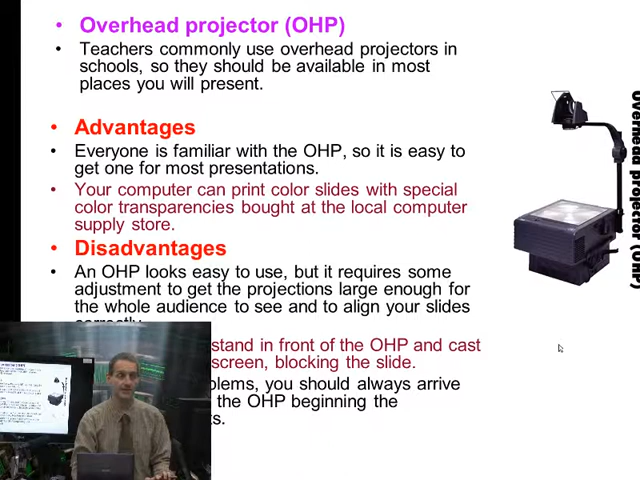 Overhead projector (OHP)
Teachers commonly use overhead projectors in
schools, so they should be available in most
places you will present.
Advantages
Everyone is familiar with the OHP, so it is easy to
get one for most presentations.
Your computer can print color slides with special
color transparencies bought at the local computer
supply store.
Disadvantages
An OHP looks easy to use, but it requires some
adjustment to get the projections large enough for
the whole audience to see and to align your slides
correctly.
stand in front of the OHP and cast
screen, blocking the slide.
you should always arrive
the OHP beginning the
overhead projector (OHP)